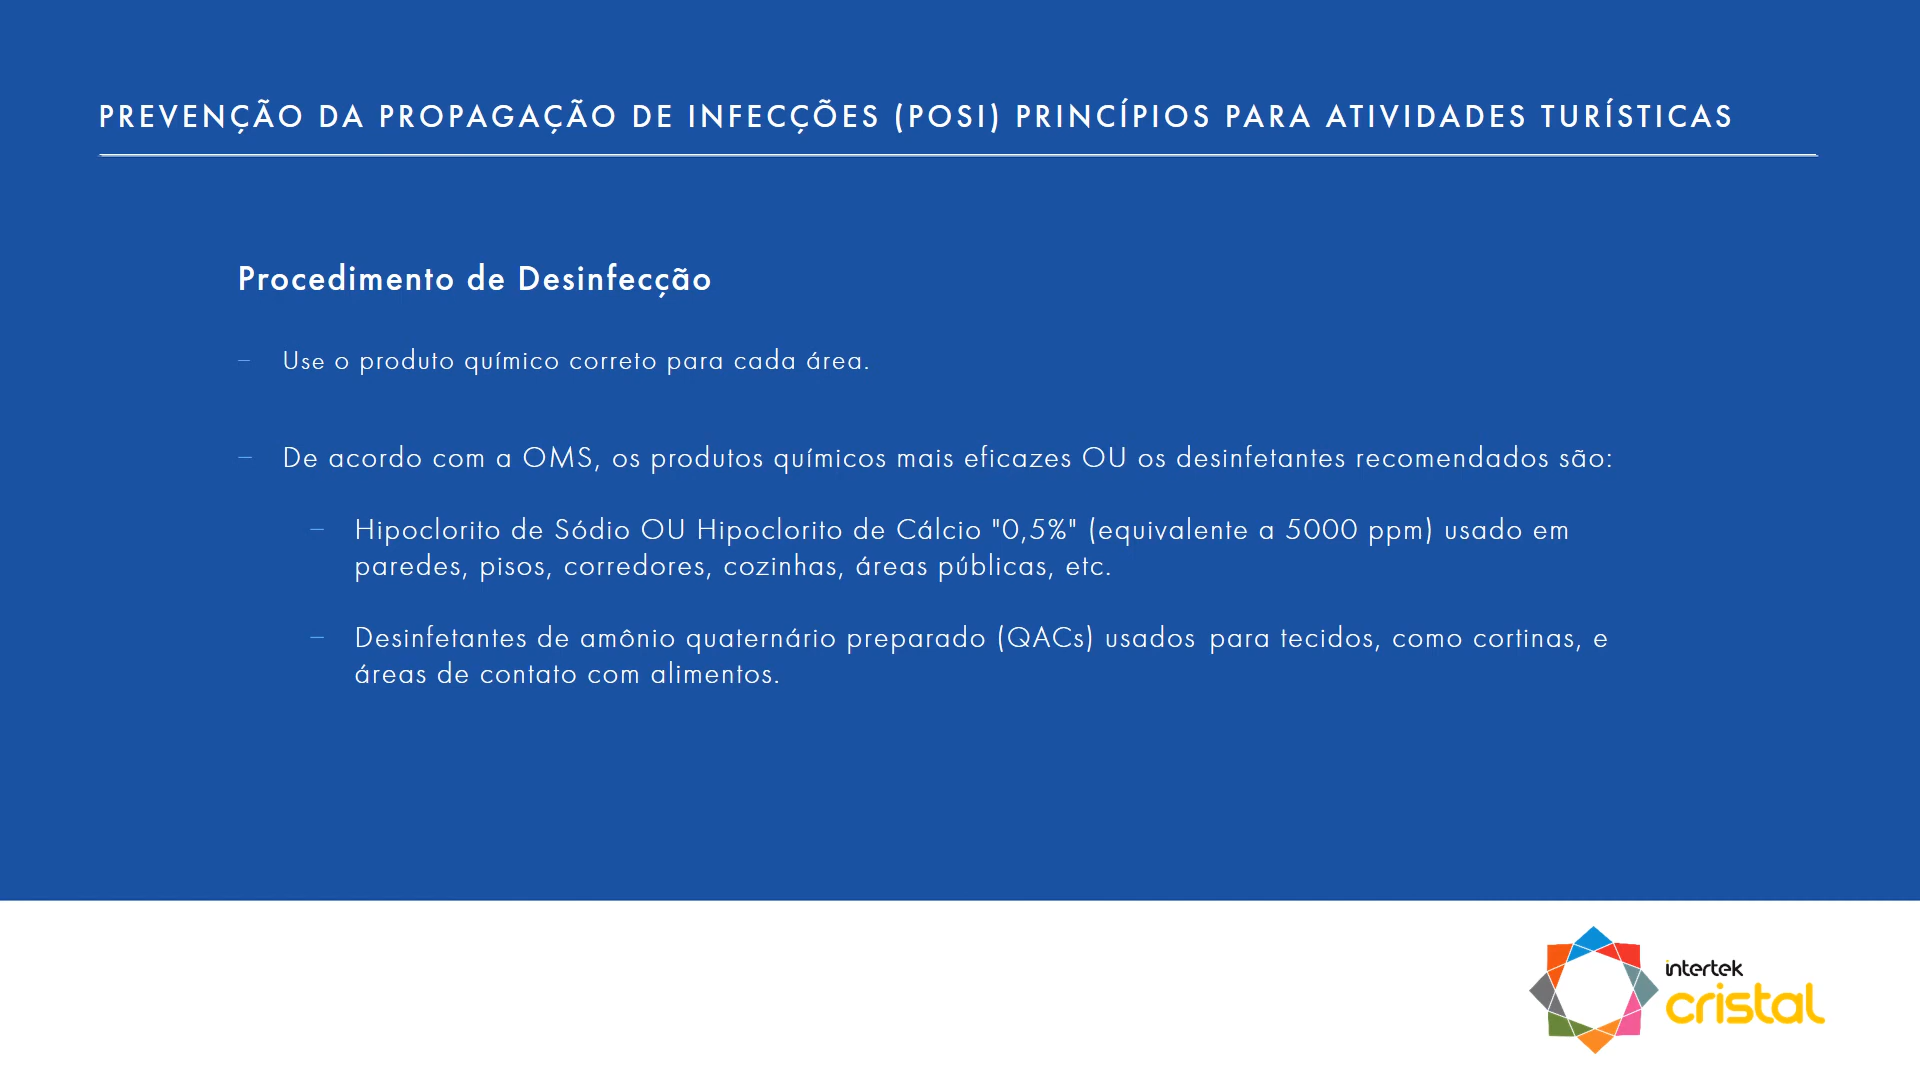 PREVENÇÃO DA PROPAGAÇÃO DE INFECÇÕES (POSI) PRINCÍPIOS PARA ATIVIDADES TURÍSTICAS
Procedimento de Desinfecção
– Use o produto químico correto para cada área.
– De acordo com a OMS, os produtos químicos mais eficazes OU os desinfetantes recomendados são:
– Hipoclorito de Sódio OU Hipoclorito de Cálcio "0,5%" (equivalente a 5000 ppm) usado em
paredes, pisos, corredores, cozinhas, áreas públicas, etc.
– Desinfetantes de amônio quaternário preparado (QACs) usados para tecidos, como cortinas, e
áreas de contato com alimentos.
intertek
cristal